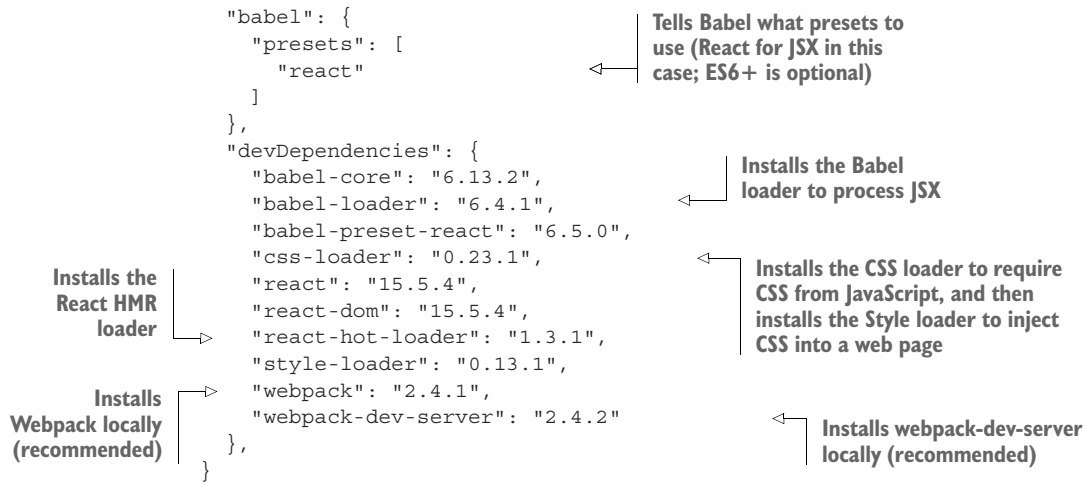 "babel": {
"presets": [
"react"
]
},
"devDependencies": {
"babel-core": "6.13.2",
"babel-loader": "6.4.1",
"babel-preset-react": "6.5.0",
"css-loader": "0.23.1",
"react": "15.5.4",
"react-dom": "15.5.4",
"react-hot-loader": "1.3.1",
"style-loader": "0.13.1",
"webpack": "2.4.1",
"webpack-dev-server": "2.4.2"
},
}
Tells Babel what presets to
use (React for JSX in this
case; ES6+ is optional)
Installs the Babel
loader to process JSX
Installs the CSS loader to require
CSS from JavaScript, and then
installs the Style loader to inject
CSS into a web page
Installs the
React HMR
loader
Installs
Webpack locally
(recommended)
Installs webpack-dev-server
locally (recommended)